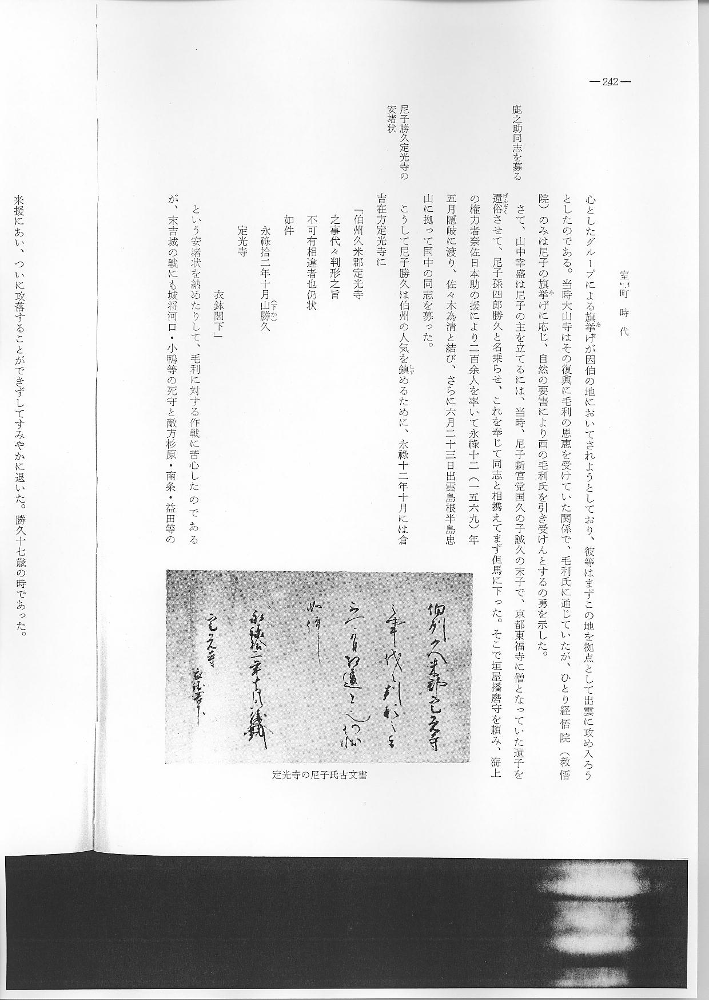 —242—
室町時代
心としたグループによる旗挙げが因伯の地においてされようとしており、彼等はまずこの地を拠点として出雲に攻め入ろう
としたのである。当時大山寺はその復興に毛利の恩恵を受けていた関係で、毛利氏に通じていたが、ひとり経悟院（教悟
院）のみは尼子の旗挙げに応じ、自然の要害により西の毛利氏を引き受けんとするの勇を示した。
鹿之助同志を募る
さて、山中幸盛は尼子の主を立てるには、当時、尼子新宮党国久の子誠久の末子で、京都東福寺に僧となっていた遺子を
還俗させて、尼子孫四郎勝久と名乗らせ、これを奉じて同志と相携えてまず但馬に下った。そこで垣屋播磨守を頼み、海上
の権力者奈佐日本助の援により二百余人を率いて永祿十二（一五六九）年
五月隠岐に渡り、佐々木為清と結び、さらに六月二十三日出雲島根半島忠
山に拠って国中の同志を募った。
尼子勝久定光寺の
安堵状
こうして尼子勝久は伯州の人気を鎮めるために、永祿十二年十月には倉
吉在方定光寺に
「伯州久米郡定光寺
之事代々判形之旨
不可有相違者也仍状
如件
永祿拾二年十月山勝久
（下か）
定光寺
衣鉢閣下」
という安堵状を納めたりして、毛利に対する作戦に苦心したのである
が、末吉城の戦にも城将河口・小鴨等の死守と敵方杉原・南条・益田等の
定光寺の尼子氏古文書
来援にあい、ついに攻落することができずしてすみやかに退いた。勝久十七歳の時であった。